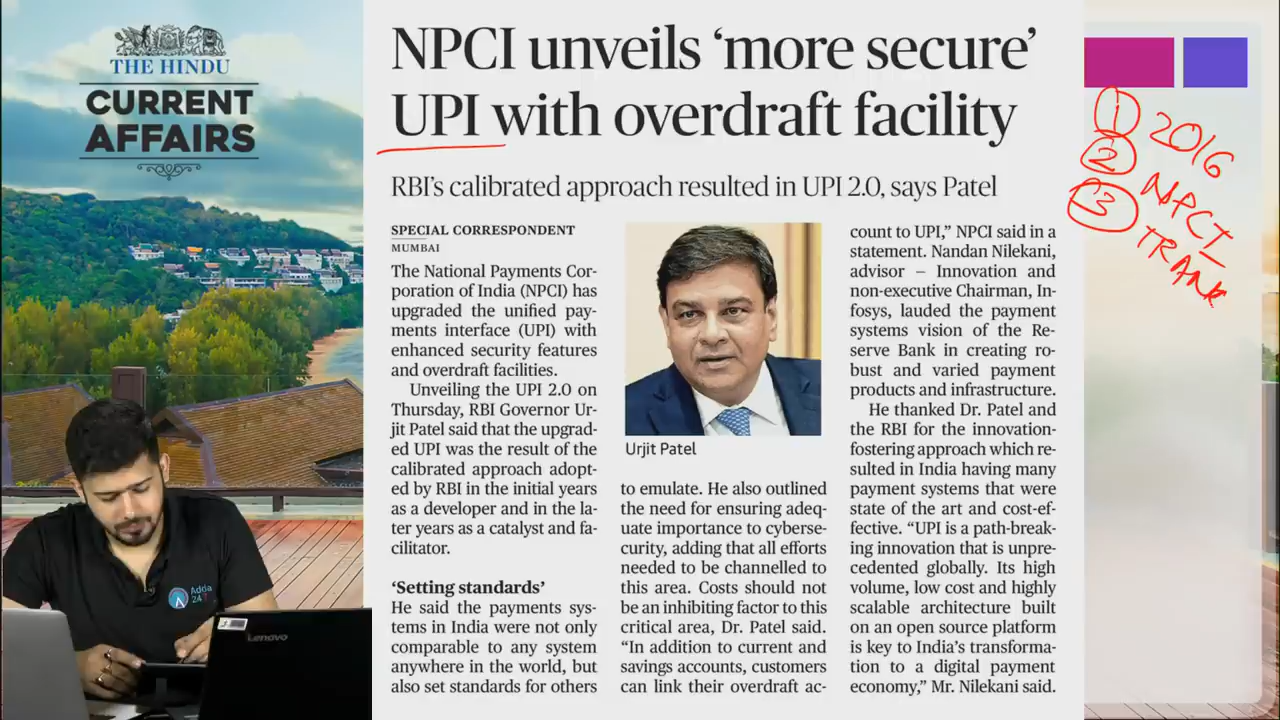 THE HINDU
CURRENT
AFFAIRS
NPCI unveils ‘more secure’
UPI with overdraft facility
RBI’s calibrated approach resulted in UPI 2.0, says Patel
SPECIAL CORRESPONDENT
MUMBAI
The National Payments Cor-
poration of India (NPCI) has
upgraded the unified pay-
ments interface (UPI) with
enhanced security features
and overdraft facilities.
Unveiling the UPI 2.0 on
Thursday, RBI Governor Ur-
jit Patel said that the upgrad-
ed UPI was the result of the
calibrated approach adopt-
ed by RBI in the initial years
as a developer and in the la-
ter years as a catalyst and fa-
cilitator.
‘Setting standards’
He said the payments sys-
tems in India were not only
comparable to any system
anywhere in the world, but
also set standards for others
Urjit Patel
to emulate. He also outlined
the need for ensuring adeq-
uate importance to cyberse-
curity, adding that all efforts
needed to be channelled to
this area. Costs should not
be an inhibiting factor to this
critical area, Dr. Patel said.
“In addition to current and
savings accounts, customers
can link their overdraft ac-
count to UPI,” NPCI said in a
statement. Nandan Nilekani,
advisor – Innovation and
non-executive Chairman, In-
fosys, lauded the payment
systems vision of the Re-
serve Bank in creating ro-
bust and varied payment
products and infrastructure.
He thanked Dr. Patel and
the RBI for the innovation-
fostering approach which re-
sulted in India having many
payment systems that were
state of the art and cost-ef-
fective. “UPI is a path-break-
ing innovation that is unpre-
cedented globally. Its high
volume, low cost and highly
scalable architecture built
on an open source platform
is key to India’s transforma-
tion to a digital payment
economy,” Mr. Nilekani said.
1 2016
2 NPCI
3
Adda
Lenovo